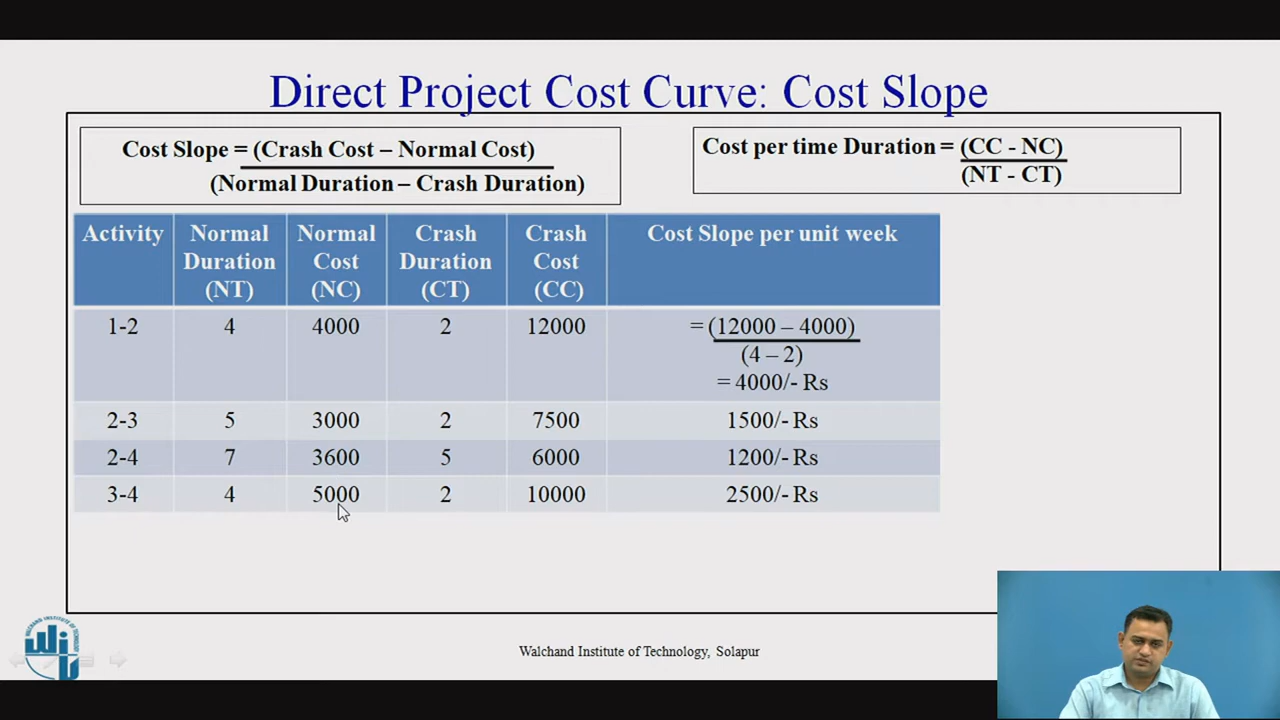 Direct Project Cost Curve: Cost Slope
Cost Slope = (Crash Cost – Normal Cost)
(Normal Duration – Crash Duration)
Cost per time Duration = (CC - NC)
(NT - CT)
Activity Normal Duration (NT) Normal Cost (NC) Crash Duration (CT) Crash Cost (CC) Cost Slope per unit week
1-2 4 4000 2 12000 = (12000 – 4000)
(4 – 2)
= 4000/- Rs
2-3 5 3000 2 7500 1500/- Rs
2-4 7 3600 5 6000 1200/- Rs
3-4 4 5000 2 10000 2500/- Rs
Walchand Institute of Technology, Solapur